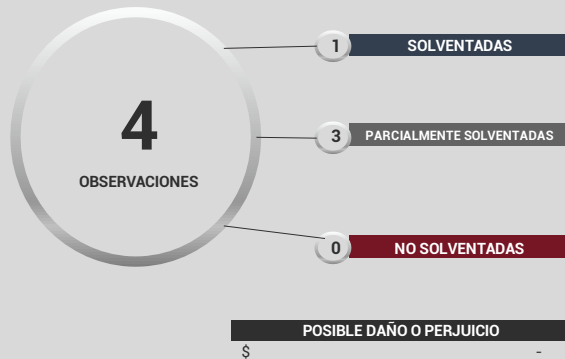 4
OBSERVACIONES
1 SOLVENTADAS
3 PARCIALMENTE SOLVENTADAS
0 NO SOLVENTADAS
POSIBLE DAÑO O PERJUICIO
$ -